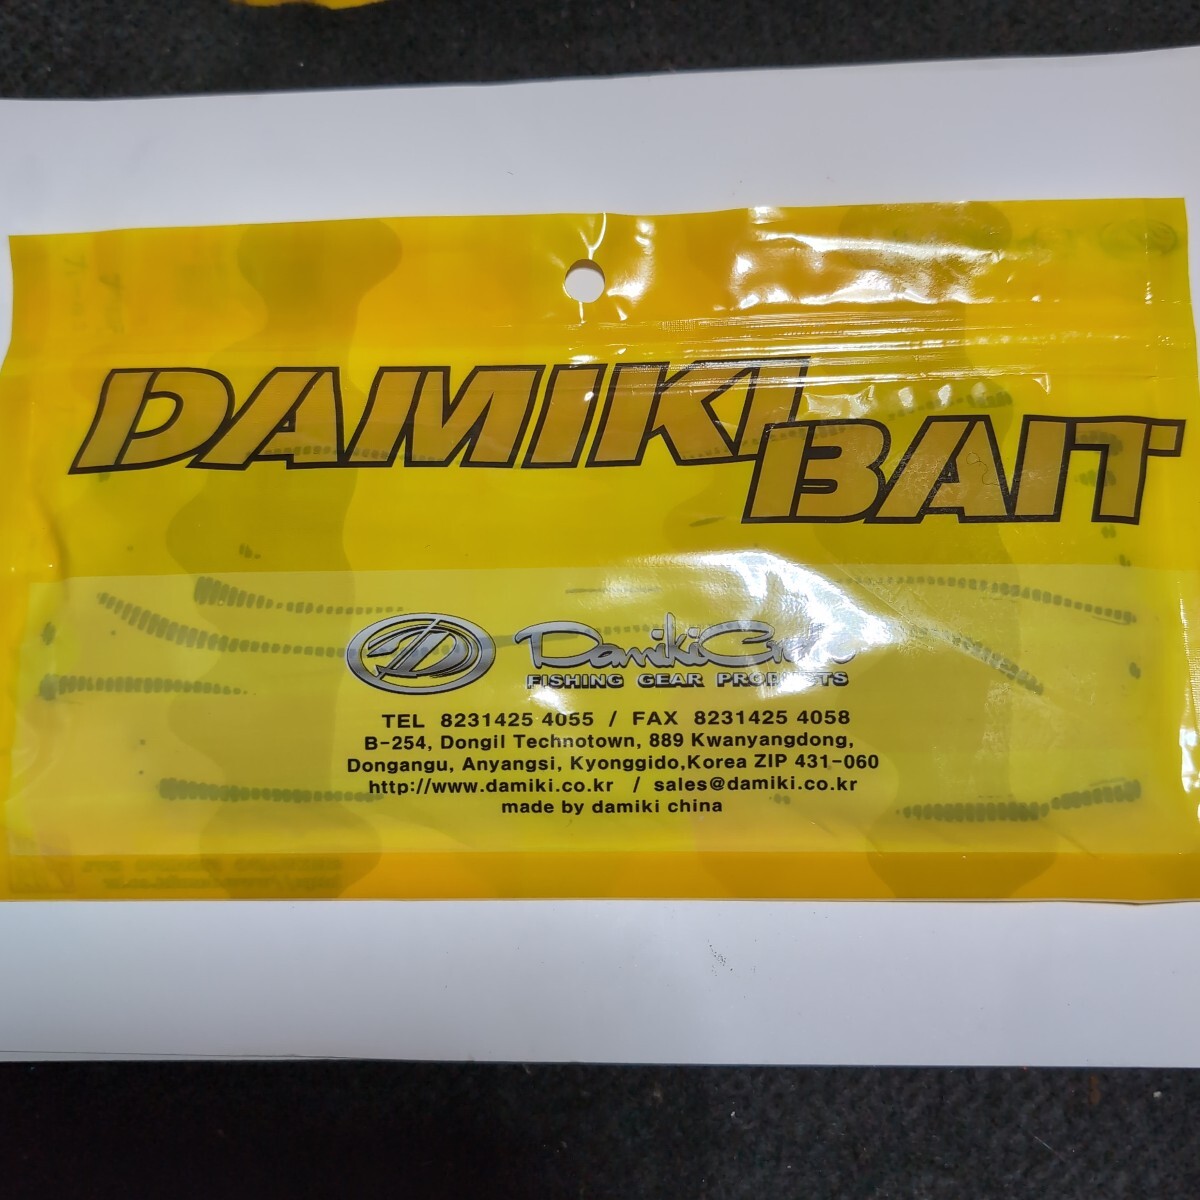 DAMIKI
BAIT
Damiki
FISHING GEAR PRODUCTS
TEL 8231425 4055 / FAX 8231425 4058
B-254, Dongil Technotown, 889 Kwanyangdong,
Dongangu, Anyangsi, Kyonggido,Korea ZIP 431-060
http://www.damiki.co.kr / sales@damiki.co.kr
made by damiki china